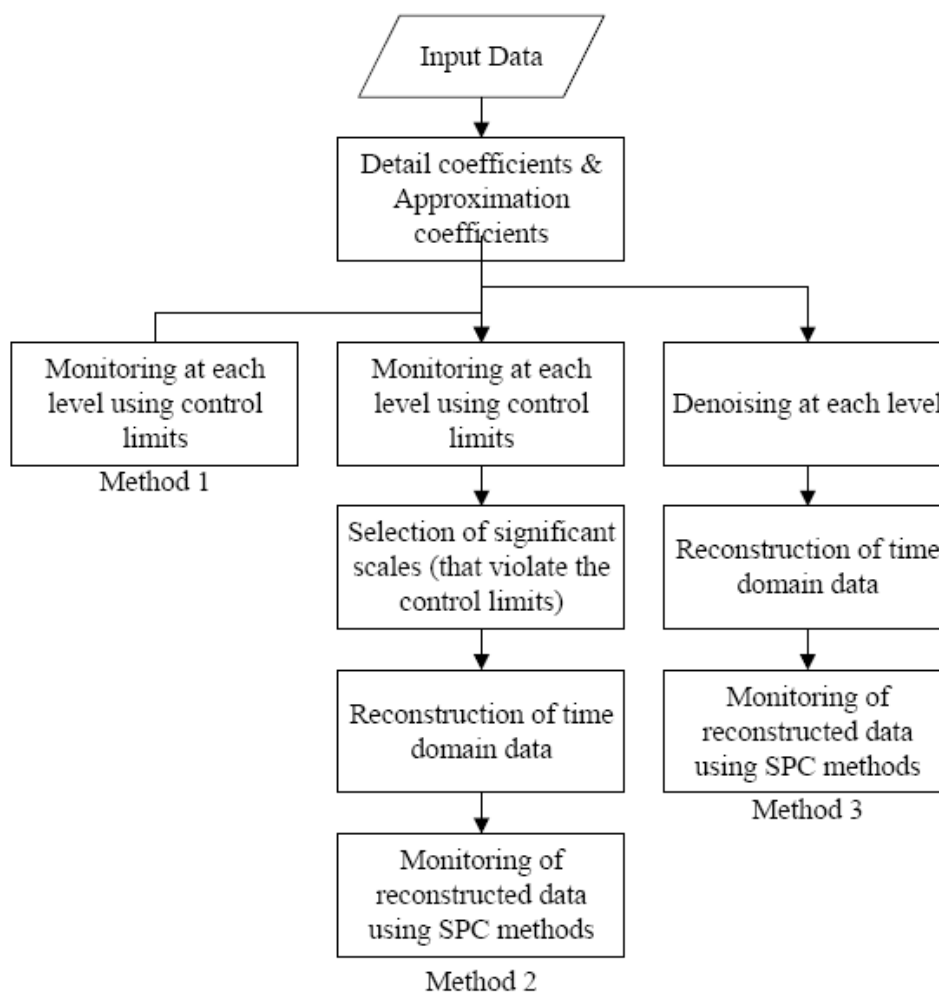 Input Data
Detail coefficients &
Approximation
coefficients
Monitoring at each
level using control
limits
Method 1
Monitoring at each
level using control
limits
Selection of significant
scales (that violate the
control limits)
Reconstruction of time
domain data
Monitoring of
reconstructed data
using SPC methods
Method 2
Denoising at each level
Reconstruction of time
domain data
Monitoring of
reconstructed data
using SPC methods
Method 3